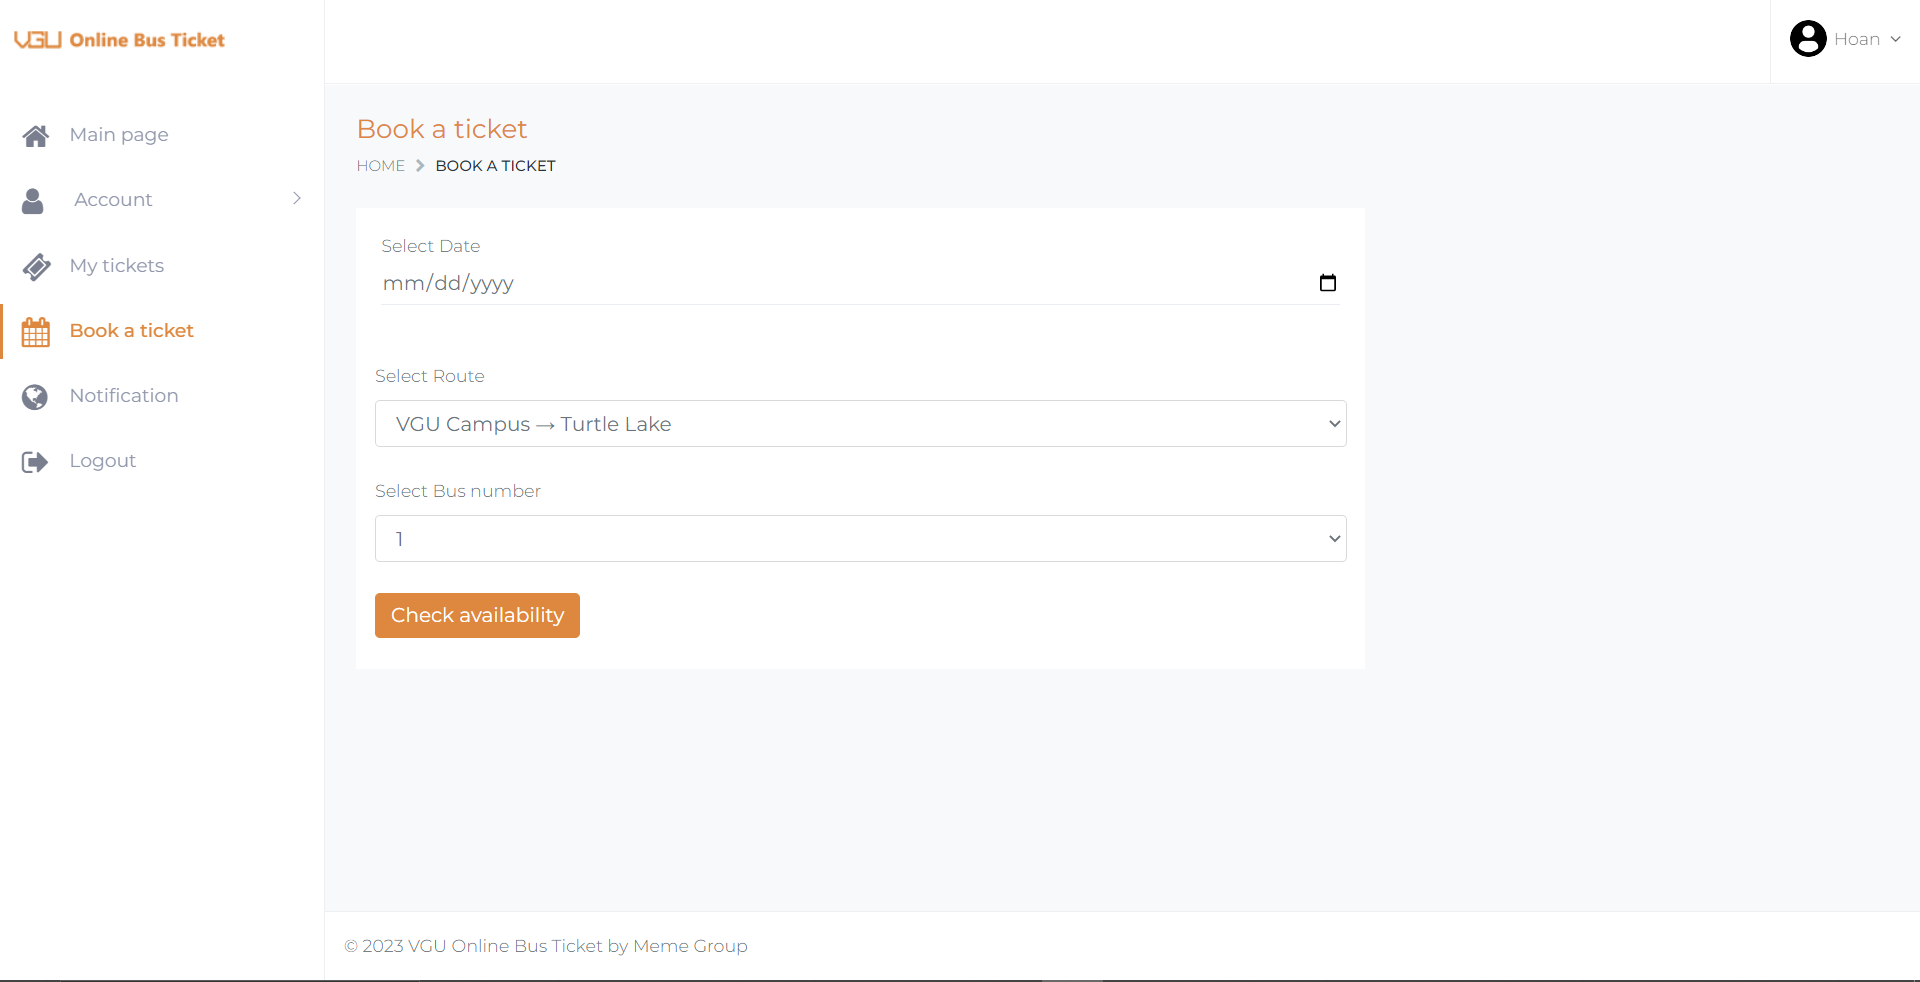 VGU Online Bus Ticket
Hoan
Main page
Account
My tickets
Book a ticket
Notification
Logout
Book a ticket
HOME BOOK A TICKET
Select Date
mm/dd/yyyy
Select Route
VGU Campus → Turtle Lake
Select Bus number
1
Check availability
© 2023 VGU Online Bus Ticket by Meme Group